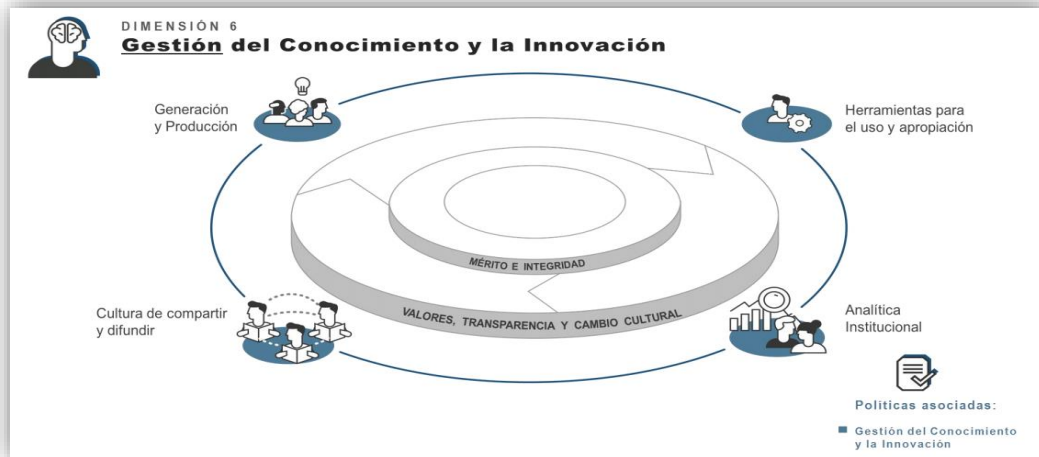 DIMENSIÓN 6
Gestión del Conocimiento y la Innovación
Generación
y Producción
Herramientas para
el uso y apropiación
MÉRITO E INTEGRIDAD
VALORES, TRANSPARENCIA Y CAMBIO CULTURAL
Cultura de compartir
y difundir
Analítica
Institucional
Políticas asociadas:
Gestión del Conocimiento
y la Innovación